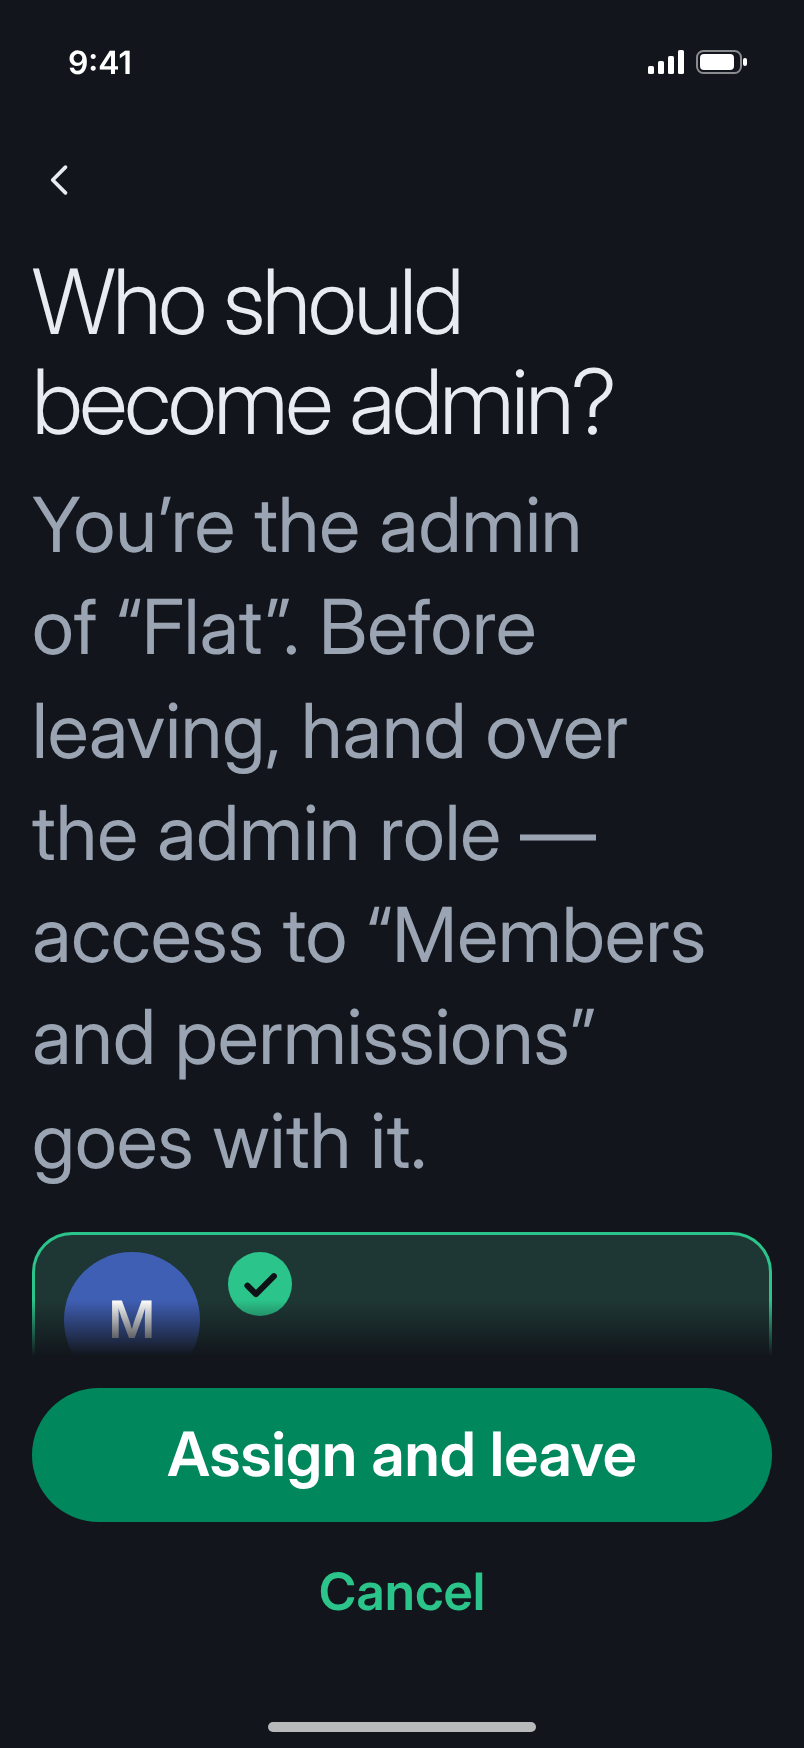 9:41
Who should
become admin?
You’re the admin
of “Flat”. Before
leaving, hand over
the admin role —
access to “Members
and permissions”
goes with it.
M
Assign and leave
Cancel